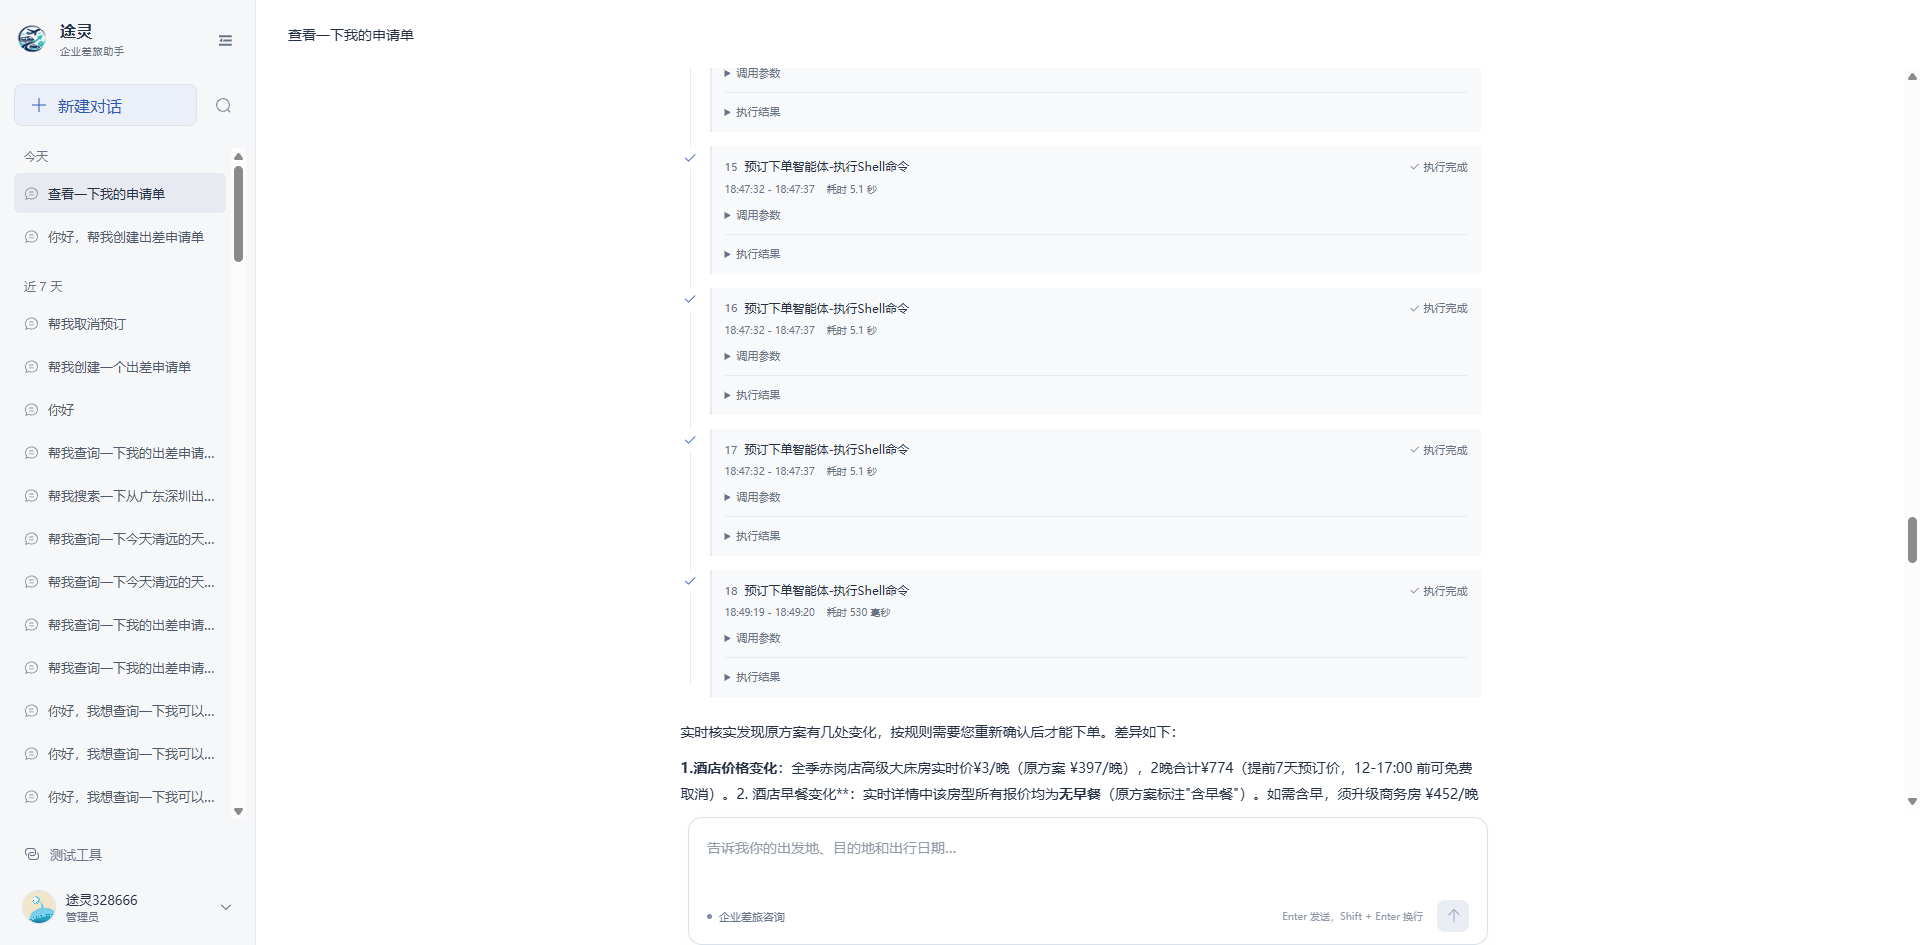 途灵
企业差旅助手
新建对话
今天
查看一下我的申请单
你好，帮我创建出差申请单
近 7 天
帮我取消预订
帮我创建一个出差申请单
你好
帮我查询一下我的出差申请...
帮我搜索一下从广东深圳出...
帮我查询一下今天清远的天...
帮我查询一下今天清远的天...
帮我查询一下我的出差申请...
帮我查询一下我的出差申请...
你好，我想查询一下我可以...
你好，我想查询一下我可以...
你好，我想查询一下我可以...
测试工具
途灵328666
管理员
查看一下我的申请单
调用参数
执行结果
15 预订下单智能体-执行Shell命令 执行完成
18:47:32 - 18:47:37 耗时 5.1 秒
调用参数
执行结果
16 预订下单智能体-执行Shell命令 执行完成
18:47:32 - 18:47:37 耗时 5.1 秒
调用参数
执行结果
17 预订下单智能体-执行Shell命令 执行完成
18:47:32 - 18:47:37 耗时 5.1 秒
调用参数
执行结果
18 预订下单智能体-执行Shell命令 执行完成
18:49:19 - 18:49:20 耗时 530 毫秒
调用参数
执行结果
实时核实发现原方案有几处变化，按规则需要您重新确认后才能下单。差异如下：
1.酒店价格变化：全季赤岗店高级大床房实时价¥3/晚（原方案 ¥397/晚），2晚合计¥774（提前7天预订价，12-17:00 前可免费
取消）。2. 酒店早餐变化**：实时详情中该房型所有报价均为无早餐（原方案标注"含早餐"）。如需含早，须升级商务房 ¥452/晚
告诉我你的出发地、目的地和出行日期...
企业差旅咨询
Enter 发送，Shift + Enter 换行